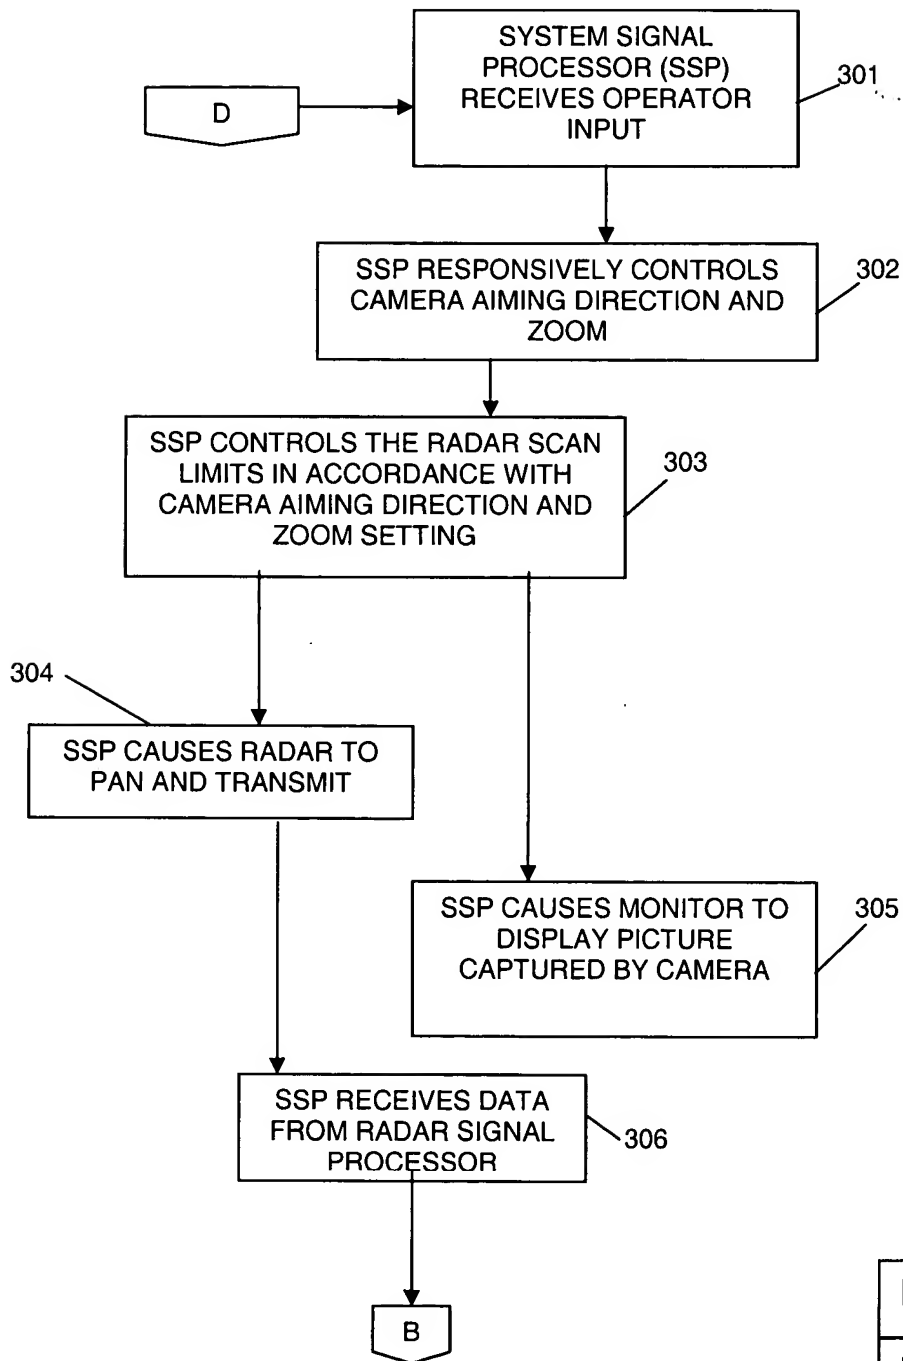 SYSTEM SIGNAL
PROCESSOR (SSP)
RECEIVES OPERATOR
INPUT
301
D
SSP RESPONSIVELY CONTROLS
CAMERA AIMING DIRECTION AND
ZOOM
302
SSP CONTROLS THE RADAR SCAN
LIMITS IN ACCORDANCE WITH
CAMERA AIMING DIRECTION AND
ZOOM SETTING
303
304
SSP CAUSES RADAR TO
PAN AND TRANSMIT
SSP CAUSES MONITOR TO
DISPLAY PICTURE
CAPTURED BY CAMERA
305
SSP RECEIVES DATA
FROM RADAR SIGNAL
PROCESSOR
306
B